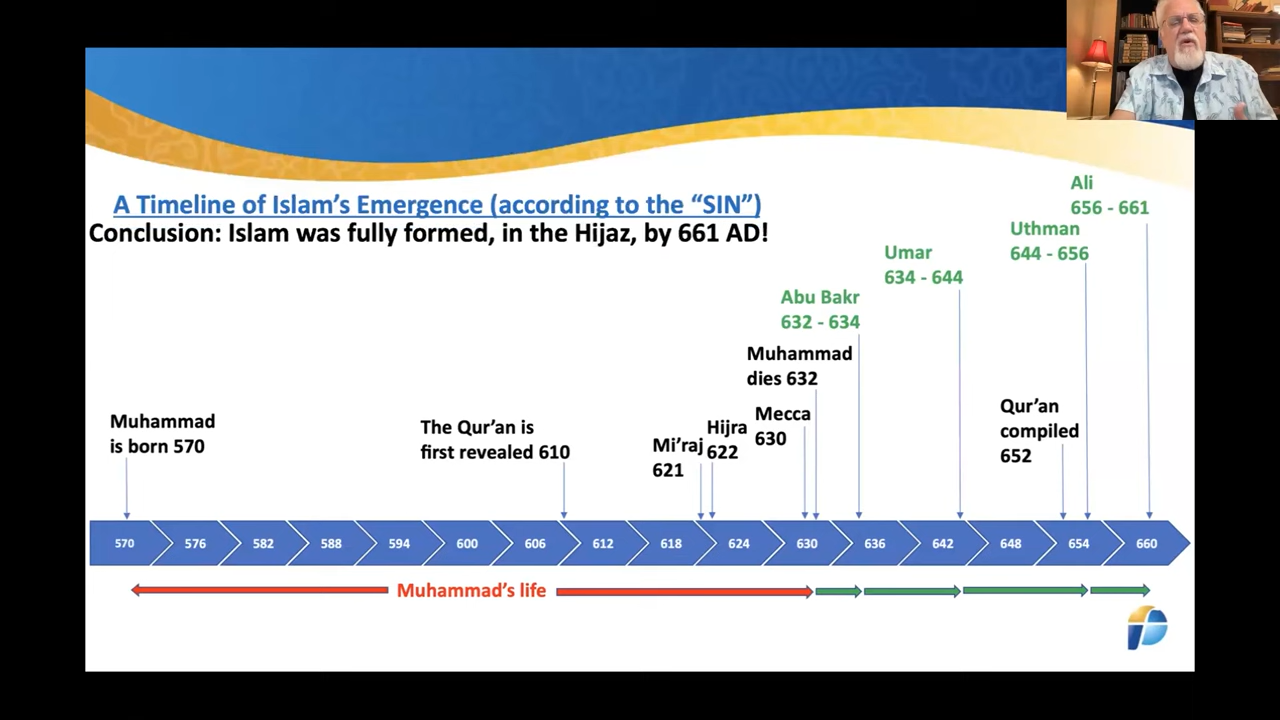 A Timeline of Islam's Emergence (according to the “SIN”)
Conclusion: Islam was fully formed, in the Hijaz, by 661 AD!
Ali
656 - 661
Uthman
644 - 656
Umar
634 - 644
Abu Bakr
632 - 634
Muhammad
dies 632
Mecca
630
Hijra
622
Mi'raj
621
The Qur'an is
first revealed 610
Muhammad
is born 570
Qur'an
compiled
652
570 576 582 588 594 600 606 612 618 624 630 636 642 648 654 660
Muhammad's life